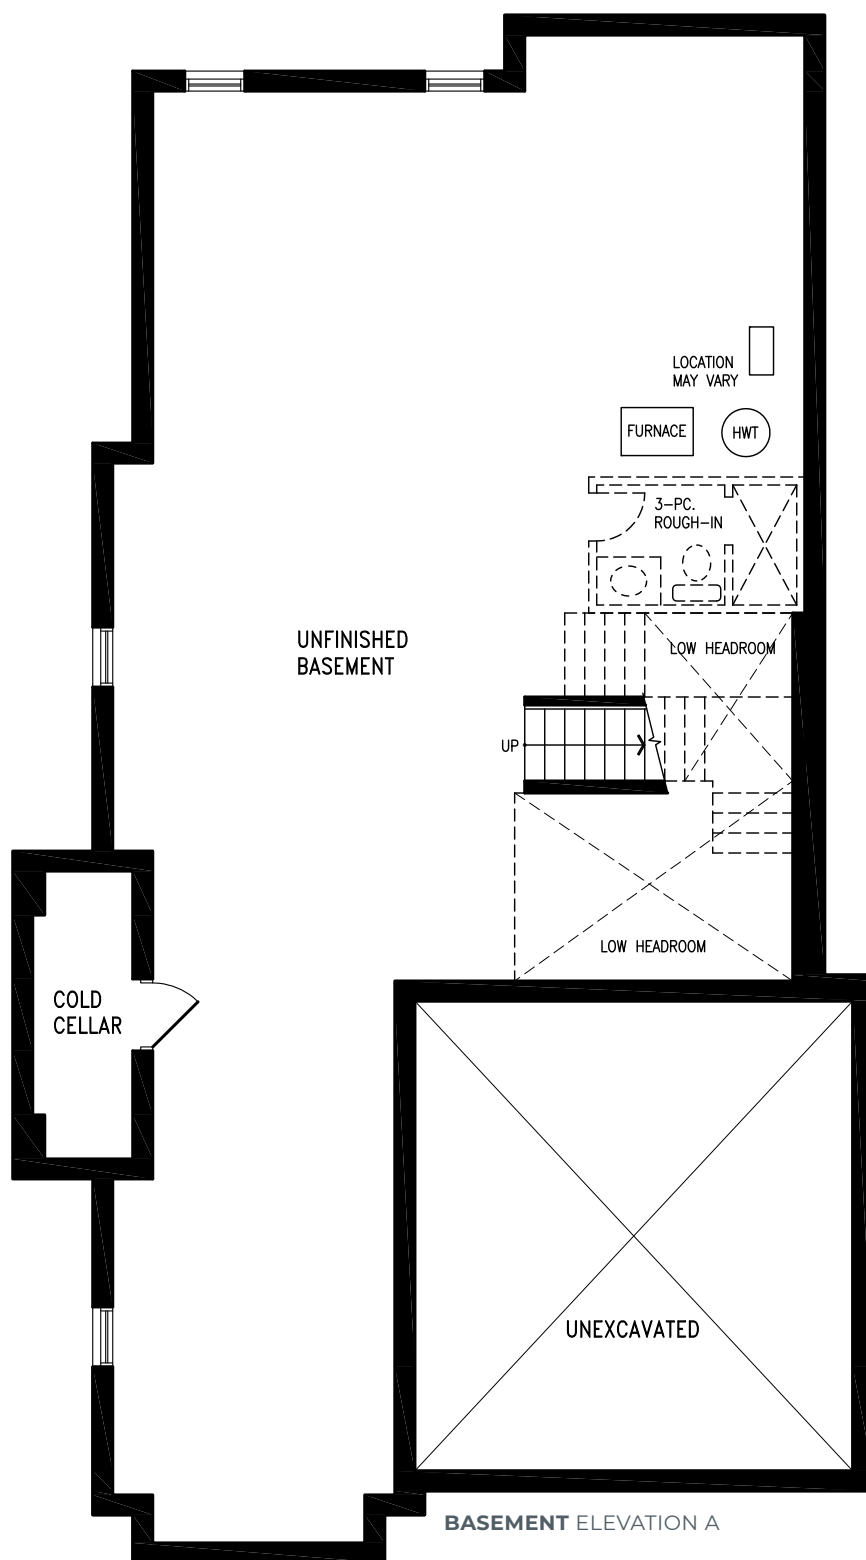 LOCATION
MAY VARY
FURNACE
HWT
3-PC.
ROUGH-IN
UNFINISHED
BASEMENT
LOW HEADROOM
UP
LOW HEADROOM
COLD
CELLAR
UNEXCAVATED
BASEMENT ELEVATION A